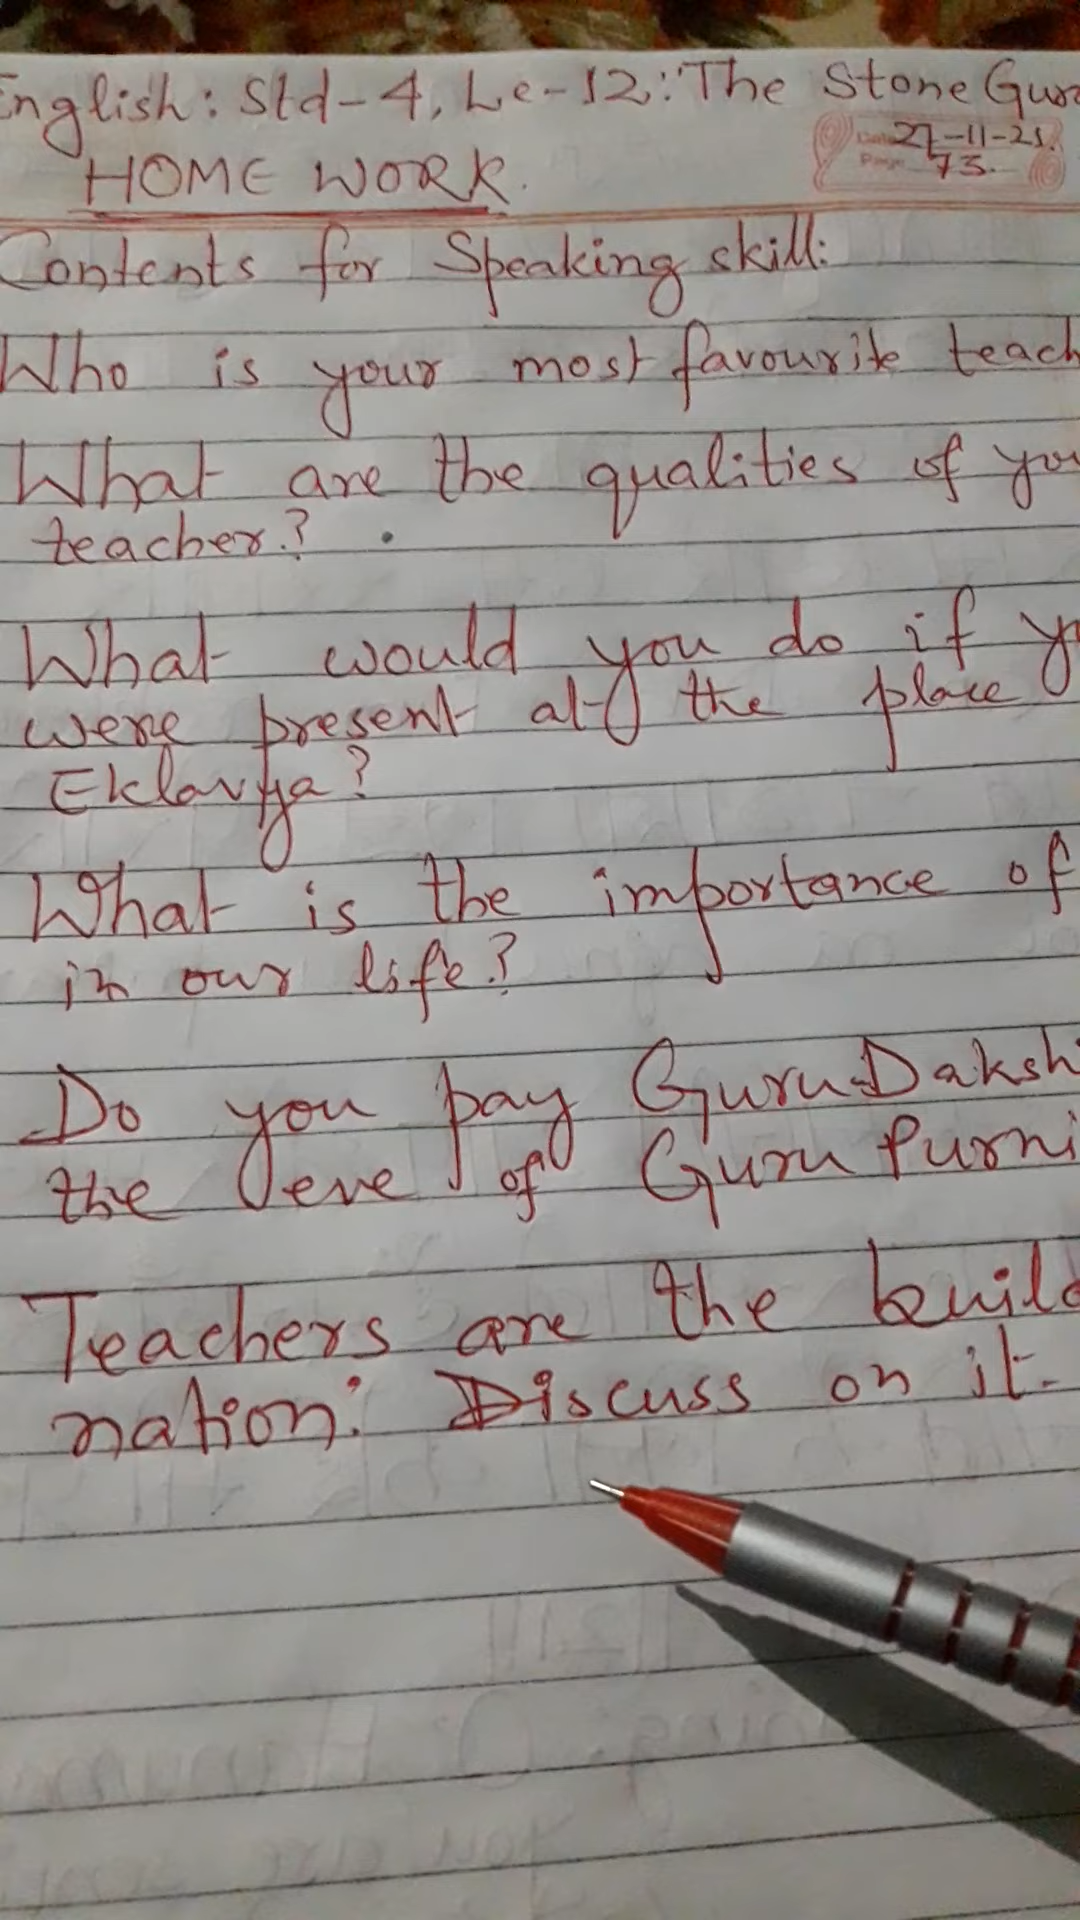 English: Std-4, Le-12: The Stone Gur
27-11-21.
73.
HOME WORK.
Contents for Speaking skill:
Who is your most favourite teach
What are the qualities of you
teacher?
What would you do if y
were present at the place
Eklavya?
What is the importance of
in our life?
Do you pay Guru-Daksh
the eve of Guru Purni
Teachers are the build
nation. Discuss on it.